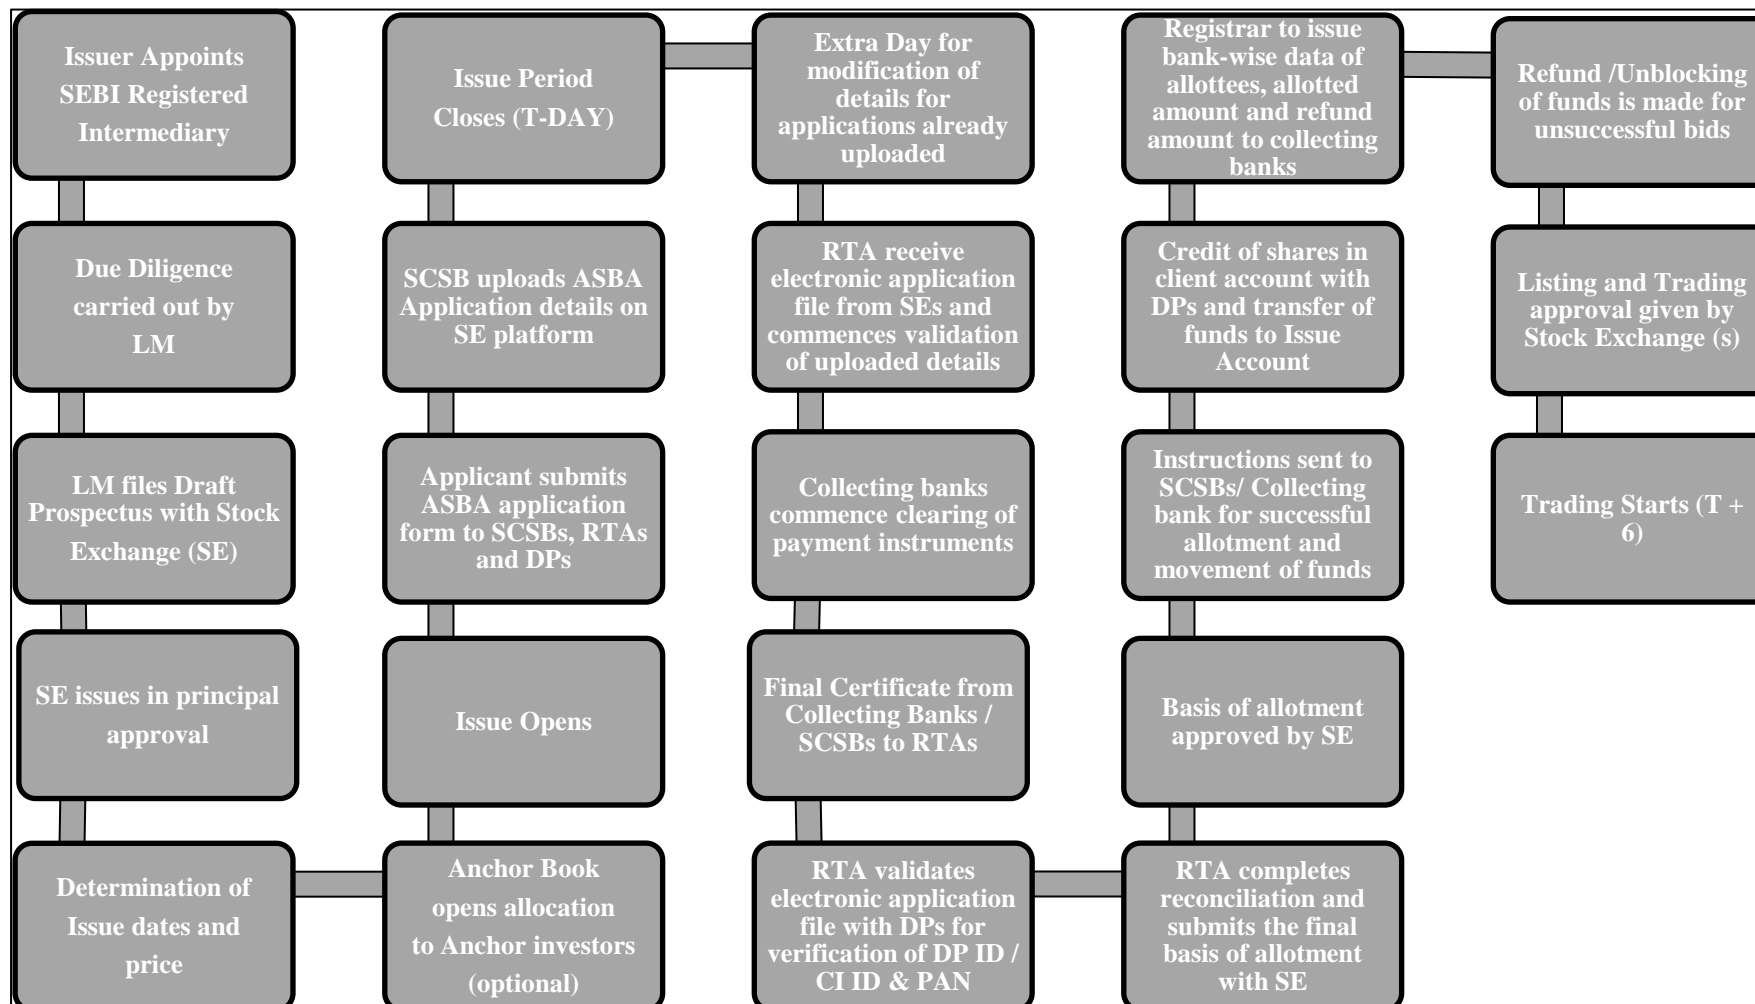 Issuer Appoints
SEBI Registered
Intermediary
Due Diligence
carried out by
LM
LM files Draft
Prospectus with Stock
Exchange (SE)
SE issues in principal
approval
Determination of
Issue dates and
price
Anchor Book
opens allocation
to Anchor investors
(optional)
Issue Opens
Applicant submits
ASBA application
form to SCSBs, RTAs
and DPs
SCSB uploads ASBA
Application details on
SE platform
Issue Period
Closes (T-DAY)
Extra Day for
modification of
details for
applications already
uploaded
RTA receive
electronic application
file from SEs and
commences validation
of uploaded details
Collecting banks
commence clearing of
payment instruments
Final Certificate from
Collecting Banks /
SCSBs to RTAs
RTA validates
electronic application
file with DPs for
verification of DP ID /
CI ID & PAN
RTA completes
reconciliation and
submits the final
basis of allotment
with SE
Basis of allotment
approved by SE
Instructions sent to
SCSBs/ Collecting
bank for successful
allotment and
movement of funds
Credit of shares in
client account with
DPs and transfer of
funds to Issue
Account
Registrar to issue
bank-wise data of
allottees, allotted
amount and refund
amount to collecting
banks
Refund /Unblocking
of funds is made for
unsuccessful bids
Listing and Trading
approval given by
Stock Exchange (s)
Trading Starts (T +
6)